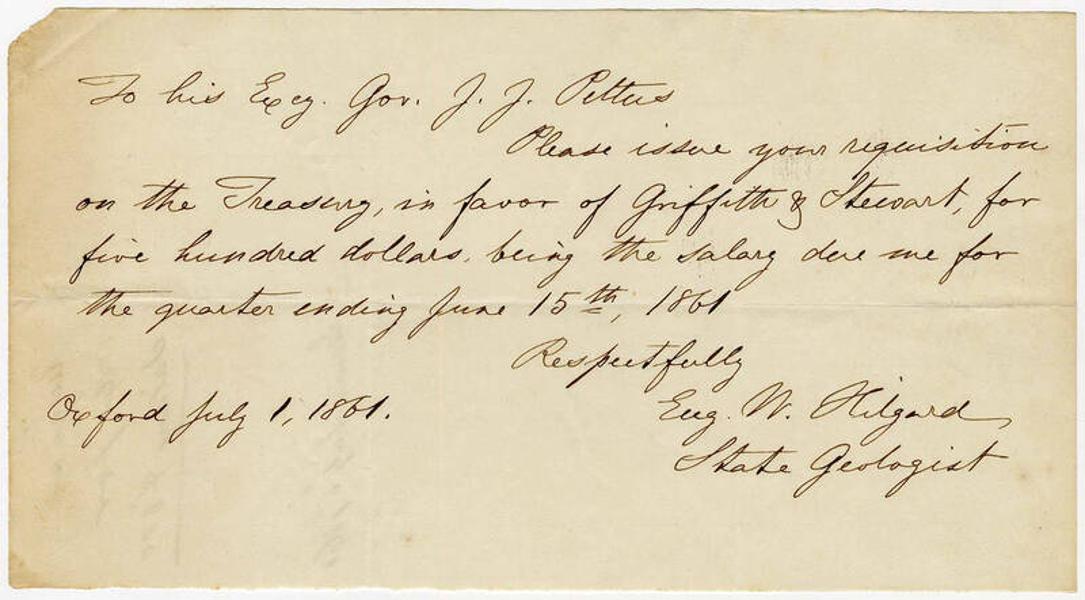 To his Excy. Gov. J. J. Pettus
Please issue your requisition
on the Treasury, in favor of Griffith & Stewart, for
five hundred dollars, being the salary due me for
the quarter ending June 15th, 1861
Respectfully
Oxford July 1, 1861.
Eug. W. Hilgard
State Geologist